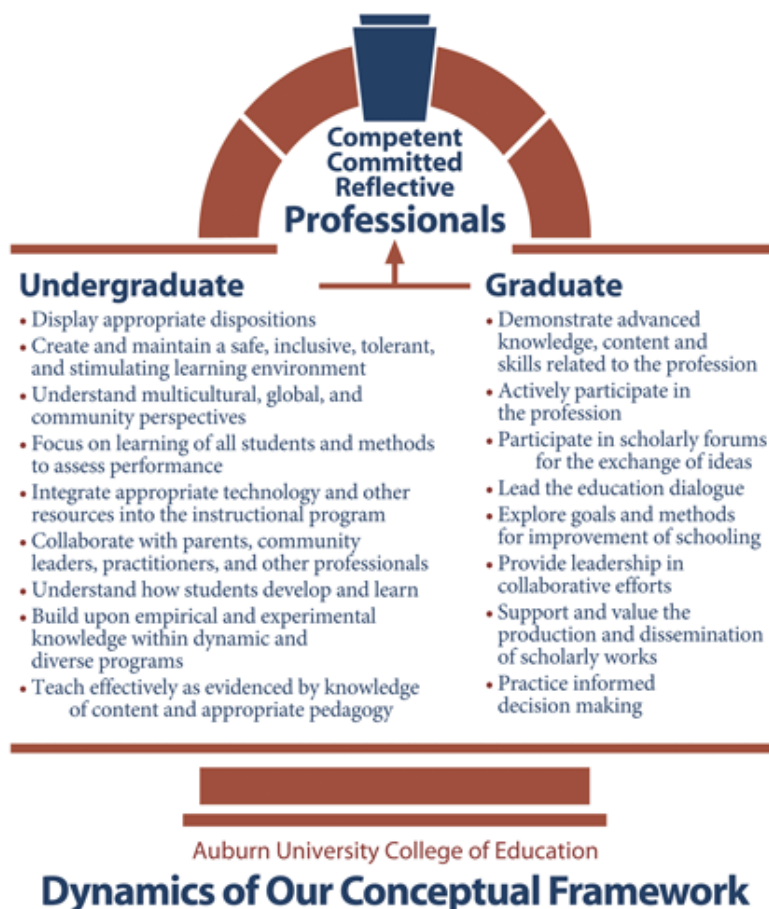 Competent
Committed
Reflective
Professionals
Undergraduate
• Display appropriate dispositions
• Create and maintain a safe, inclusive, tolerant,
and stimulating learning environment
• Understand multicultural, global, and
community perspectives
• Focus on learning of all students and methods
to assess performance
• Integrate appropriate technology and other
resources into the instructional program
• Collaborate with parents, community
leaders, practitioners, and other professionals
• Understand how students develop and learn
• Build upon empirical and experimental
knowledge within dynamic and
diverse programs
• Teach effectively as evidenced by knowledge
of content and appropriate pedagogy
Graduate
• Demonstrate advanced
knowledge, content and
skills related to the profession
• Actively participate in
the profession
• Participate in scholarly forums
for the exchange of ideas
• Lead the education dialogue
• Explore goals and methods
for improvement of schooling
• Provide leadership in
collaborative efforts
• Support and value the
production and dissemination
of scholarly works
• Practice informed
decision making
Auburn University College of Education
Dynamics of Our Conceptual Framework